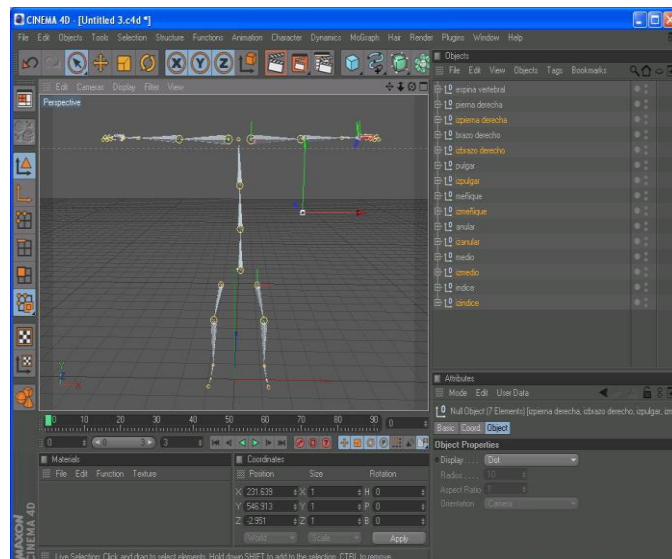 CINEMA 4D - [Untitled 3.c4d *]
File Edit Objects Tools Selection Structure Functions Animation Character Dynamics MoGraph Hair Render Plugins Window Help
Objects
File Edit View Objects Tags Bookmarks
Edit Cameras Display Filter View
Perspective
espina vertebral
pierna derecha
izpierna derecha
brazo derecho
izbrazo derecho
pulgar
izpulgar
meñique
izmeñique
anular
izanular
medio
izmedio
indice
izindice
Y
X
Attributes
Mode Edit User Data
Null Object (7 Elements) [izpierna derecha, izbrazo derecho, izpulgar, izm
Basic Coord. Object
Object Properties
Display. . . . Dot
Radius. . . . 10
Aspect Ratio 1
Orientation Camera
0 10 20 30 40 50 60 70 80 90 0
0 0 3 3
Materials
File Edit Function Texture
Coordinates
Position Size Rotation
X 231.639 X 1 H 0
Y 546.913 Y 1 P 0
Z -2.951 Z 1 B 0
World Scale Apply
MAXON
CINEMA 4D
Live Selection: Click and drag to select elements. Hold down SHIFT to add to the selection, CTRL to remove.